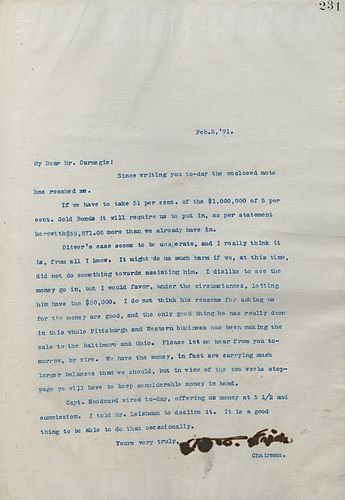 231
Feb.3,'91.
My Dear Mr. Carnegie:
Since writing you to-day the enclosed note
has reached me.
If we have to take 51 per cent. of the $1,000,000 of 5 per
cent. Gold Bonds it will require us to put in, as per statement
herewith$59,871.05 more than we already have in.
Oliver's case seems to be desperate, and I really think it
is, from all I know. It might do us much harm if we, at this time,
did not do something towards assisting him. I dislike to see the
money go in, but I would favor, under the circumstances, letting
him have the $50,000. I do not think his reasons for asking us
for the money are good, and the only good thing he has really done
in this whole Pittsburgh and Western business has been making the
sale to the Baltimore and Ohio. Please let me hear from you to-
morrow, by wire. We have the money, in fact are carrying much
larger balances than we should, but in view of the two weeks stop-
page we will have to keep considerable money in hand.
Capt. Woodward wired to-day, offering us money at 5 1/2 and
commission. I told Mr. Leishman to decline it. It is a good
thing to be able to do that occasionally.
Yours very truly,
Chairman.